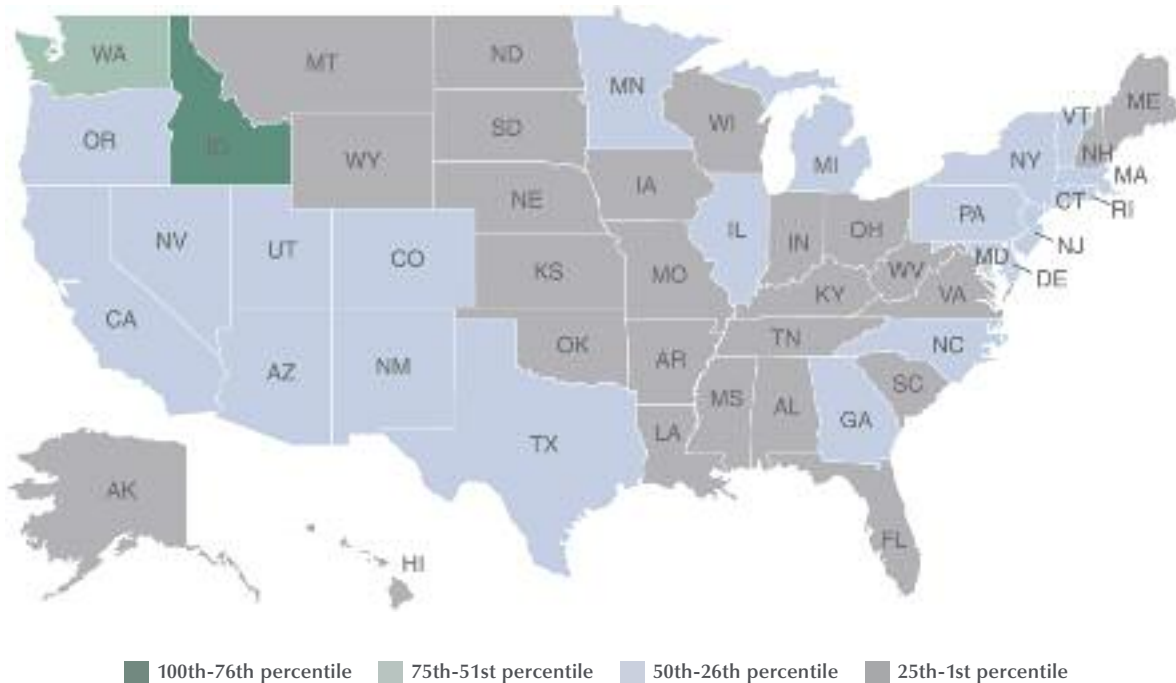 WA
MT
ND
MN
ME
VT
OR
ID
SD
WI
NH
WY
MI
NY
MA
IA
CT
RI
NE
PA
NV
UT
CO
IL
IN
OH
NJ
MD
DE
KS
MO
WV
KY
VA
CA
TN
NC
AZ
NM
OK
AR
SC
MS
AL
GA
TX
LA
AK
FL
HI
100th-76th percentile 75th-51st percentile 50th-26th percentile 25th-1st percentile